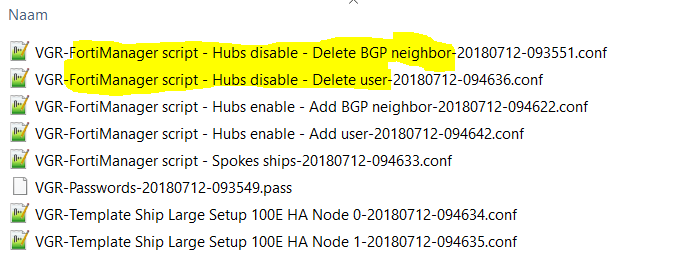 Naam
VGR-FortiManager script - Hubs disable - Delete BGP neighbor-20180712-093551.conf
VGR-FortiManager script - Hubs disable - Delete user-20180712-094636.conf
VGR-FortiManager script - Hubs enable - Add BGP neighbor-20180712-094622.conf
VGR-FortiManager script - Hubs enable - Add user-20180712-094642.conf
VGR-FortiManager script - Spokes ships-20180712-094633.conf
VGR-Passwords-20180712-093549.pass
VGR-Template Ship Large Setup 100E HA Node 0-20180712-094634.conf
VGR-Template Ship Large Setup 100E HA Node 1-20180712-094635.conf